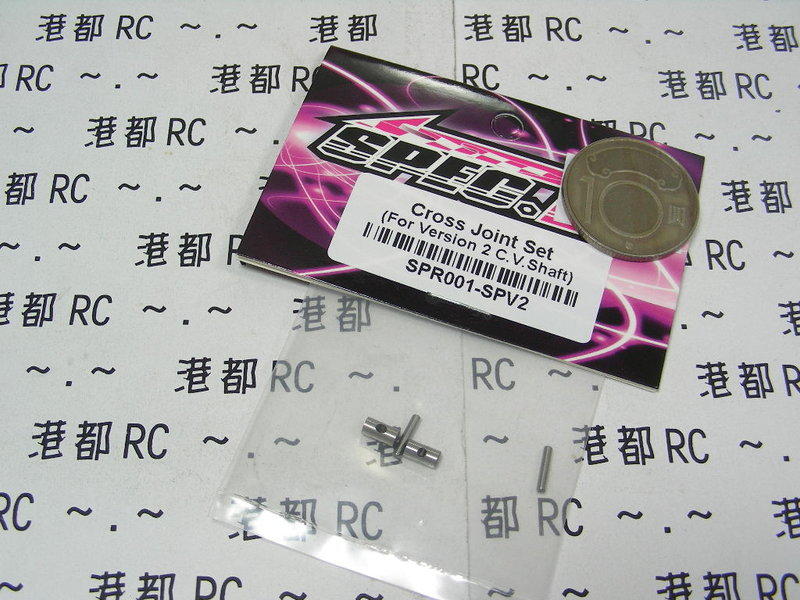 港都 RC ~.~ 港都 港都 RC ~.~ 港都
RC ~.~ 港都 RC ~.~ 港都 RC ~.~
~ 港都 RC ~.~
都 RC ~.~ 港都
~.~ 港都
港都 RC ~.~ 港都
~.~ 港都 RC ~. RC ~.~ 港都 RC
港都 RC ~.~ ~.~ 港都 RC ~
RC ~.~ 港都 RC 都 RC ~.~ 港都
~ 港都 RC ~.~ 港都 RC
SPEC!
10
Cross Joint Set
(For Version 2 C.V.Shaft)
SPR001-SPV2